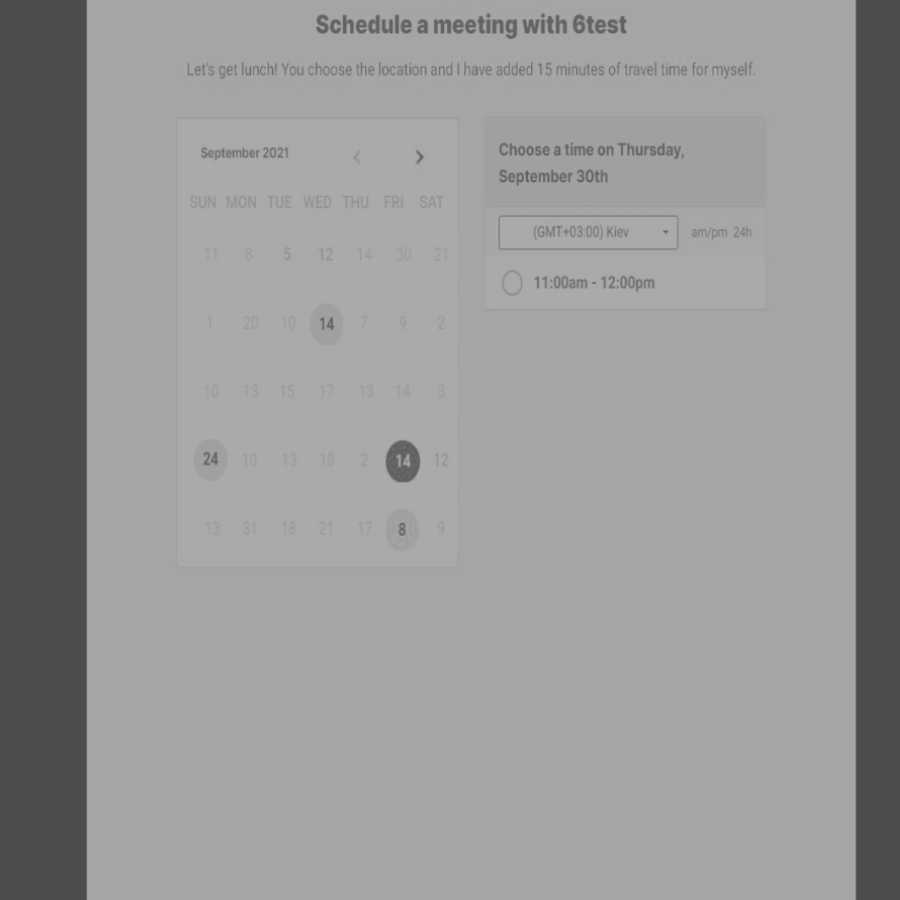 Schedule a meeting with 6test
Let's get lunch! You choose the location and I have added 15 minutes of travel time for myself.
September 2021
SUN MON TUE WED THU FRI SAT
11 8 5 12 14 30 21
1 20 10 14 7 9 2
10 13 15 17 13 14 3
24 10 13 18 2 14 12
13 31 18 21 17 8 9
Choose a time on Thursday,
September 30th
(GMT+03:00) Kiev am/pm 24h
11:00am - 12:00pm